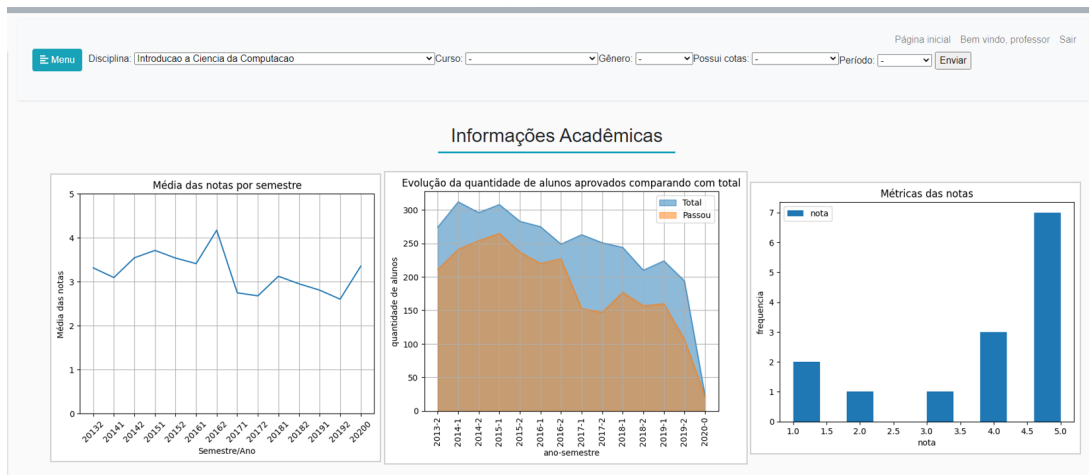 Página inicial Bem vindo, professor Sair
Menu Disciplina: Introducao a Ciencia da Computacao Curso: - Gênero: - Possui cotas: - Período: - Enviar
Informações Acadêmicas
Média das notas por semestre
Média das notas
5
4
3
2
1
0
20132 20141 20142 20151 20152 20161 20162 20171 20172 20181 20182 20191 20192 20200
Semestre/Ano
Evolução da quantidade de alunos aprovados comparando com total
Total
Passou
quantidade de alunos
300
250
200
150
100
50
0
2013-2 2014-1 2014-2 2015-1 2015-2 2016-1 2016-2 2017-1 2017-2 2018-1 2018-2 2019-1 2019-2 2020-0
ano-semestre
Métricas das notas
nota
frequencia
7
6
5
4
3
2
1
0
1.0 1.5 2.0 2.5 3.0 3.5 4.0 4.5 5.0
nota